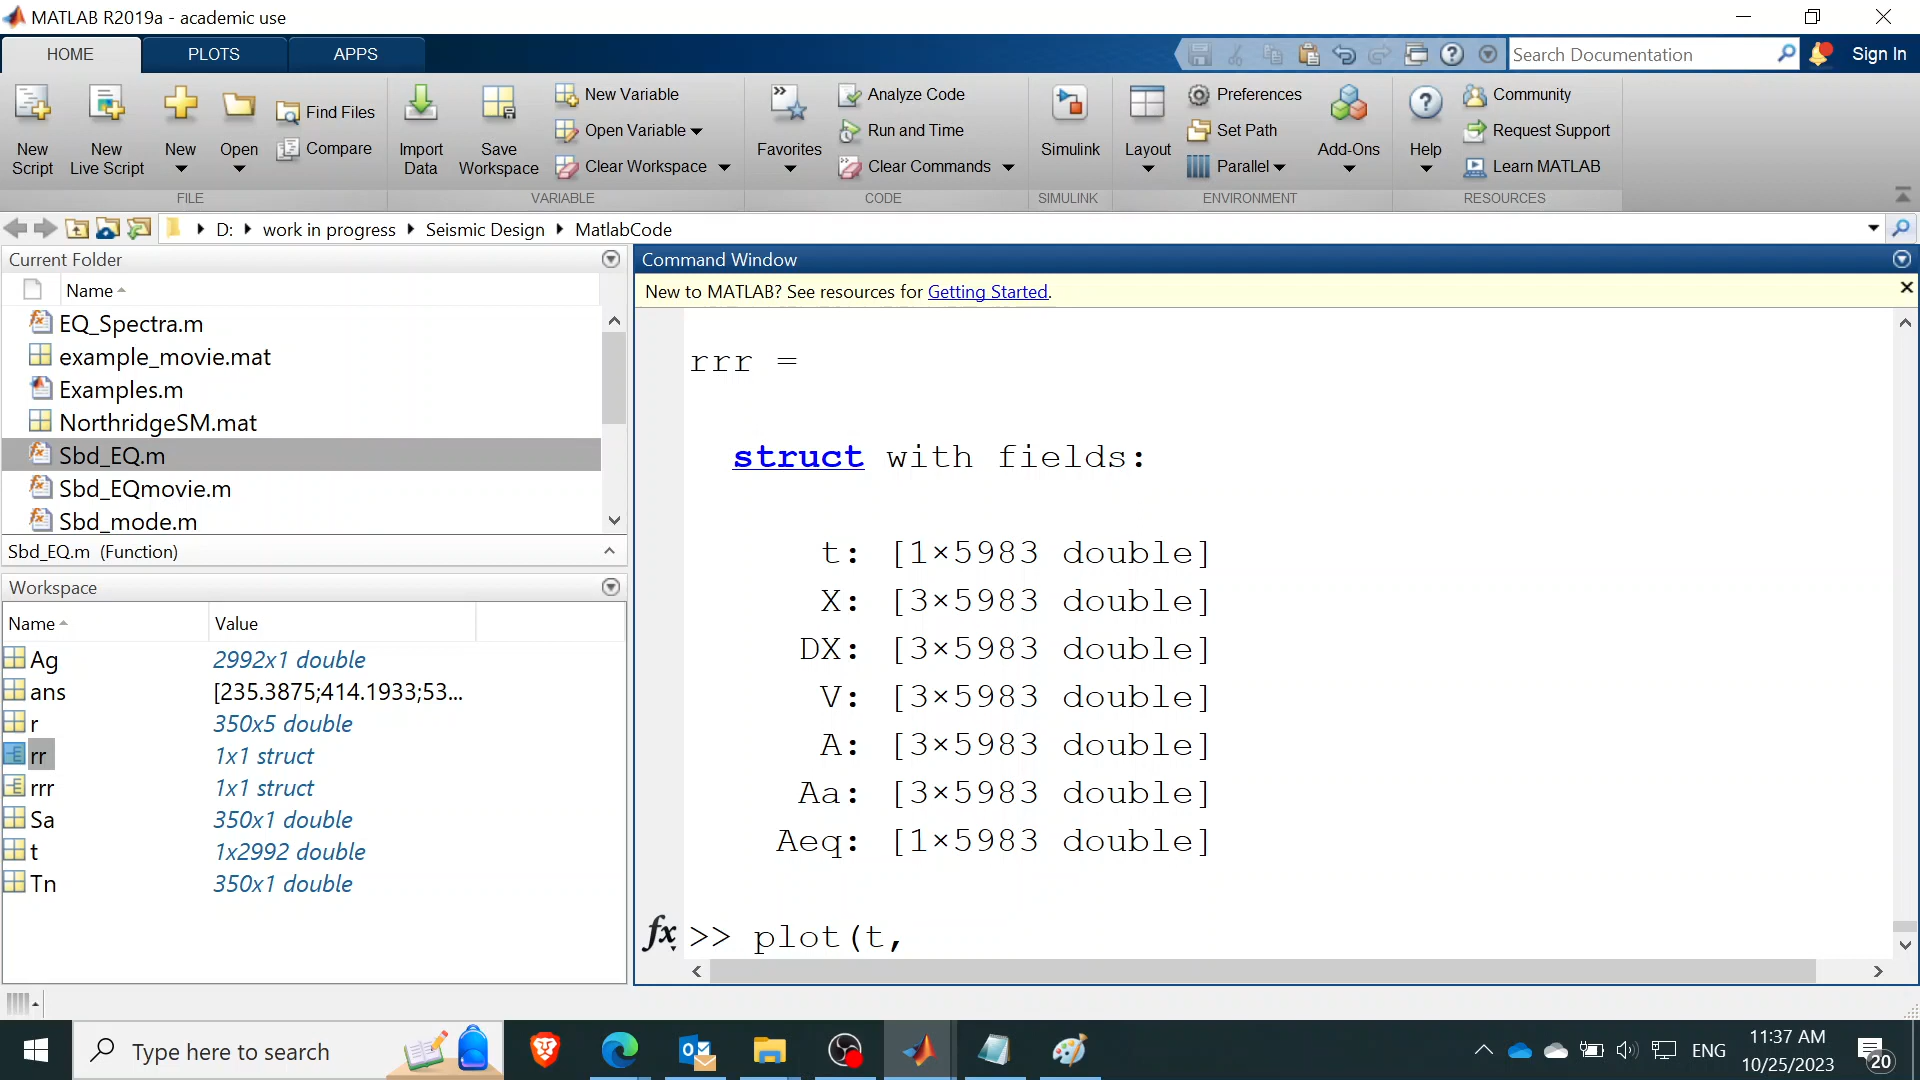 MATLAB R2019a - academic use
HOME
PLOTS
APPS
Search Documentation
Sign In
New Script
New Live Script
New
Open
Find Files
Compare
Import Data
Save Workspace
New Variable
Open Variable
Clear Workspace
Favorites
Analyze Code
Run and Time
Clear Commands
Simulink
Layout
Preferences
Set Path
Parallel
Add-Ons
Help
Community
Request Support
Learn MATLAB
FILE
VARIABLE
CODE
SIMULINK
ENVIRONMENT
RESOURCES
D: work in progress Seismic Design MatlabCode
Current Folder
Name
EQ_Spectra.m
example_movie.mat
Examples.m
NorthridgeSM.mat
Sbd_EQ.m
Sbd_EQmovie.m
Sbd_mode.m
Sbd_EQ.m (Function)
Workspace
Name Value
Ag 2992x1 double
ans [235.3875;414.1933;53...
r 350x5 double
rr 1x1 struct
rrr 1x1 struct
Sa 350x1 double
t 1x2992 double
Tn 350x1 double
Command Window
New to MATLAB? See resources for Getting Started.
rrr =
struct with fields:
t: [1×5983 double]
X: [3×5983 double]
DX: [3×5983 double]
V: [3×5983 double]
A: [3×5983 double]
Aa: [3×5983 double]
Aeq: [1×5983 double]
fx >> plot(t,
Type here to search
ENG
11:37 AM
10/25/2023
20